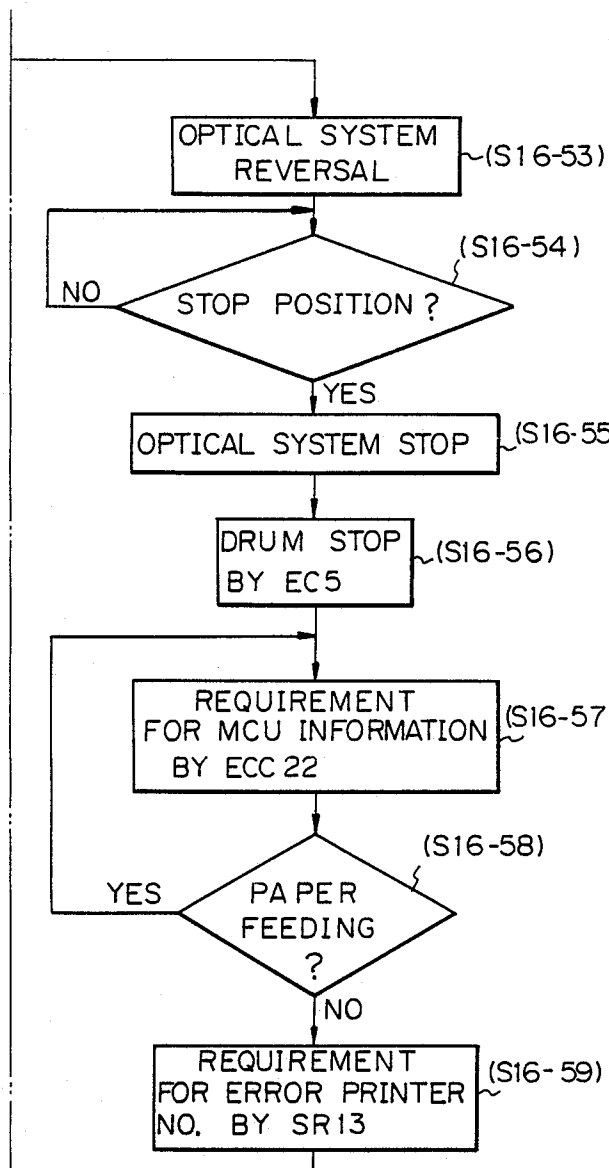 OPTICAL SYSTEM
REVERSAL
(S16-53)
(S16-54)
NO
STOP POSITION?
YES
OPTICAL SYSTEM STOP
(S16-55
DRUM STOP
BY EC5
(S16-56)
REQUIREMENT
FOR MCU INFORMATION
BY ECC22
(S16-57
(S16-58)
YES
PAPER
FEEDING
?
NO
REQUIREMENT
FOR ERROR PRINTER
NO. BY SR13
(S16-59)